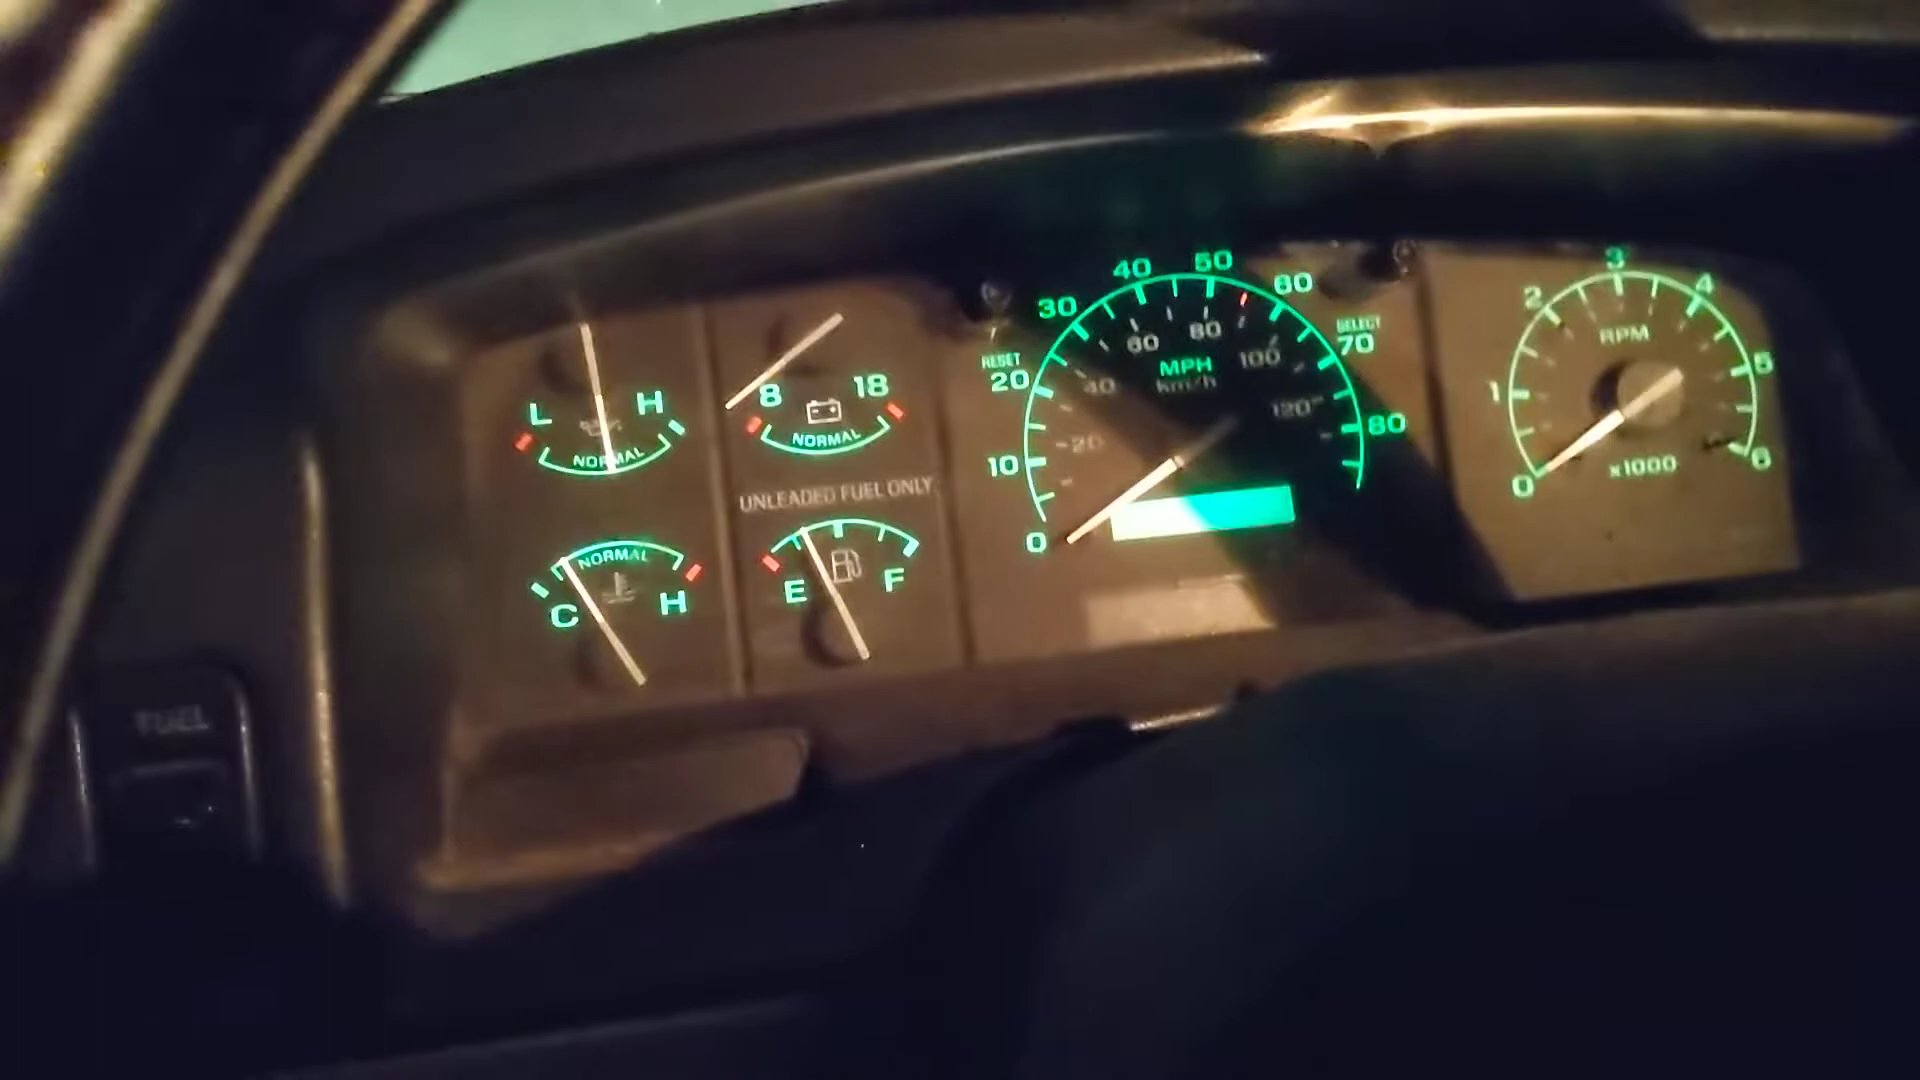 L H
NORMAL
8 18
NORMAL
UNLEADED FUEL ONLY
NORMAL
C H
E F
RESET
SELECT
0 10 20 30 40 50 60 70 80
20 40 60 80 100 120
MPH
km/h
0 1 2 3 4 5 6
RPM
x1000
FUEL